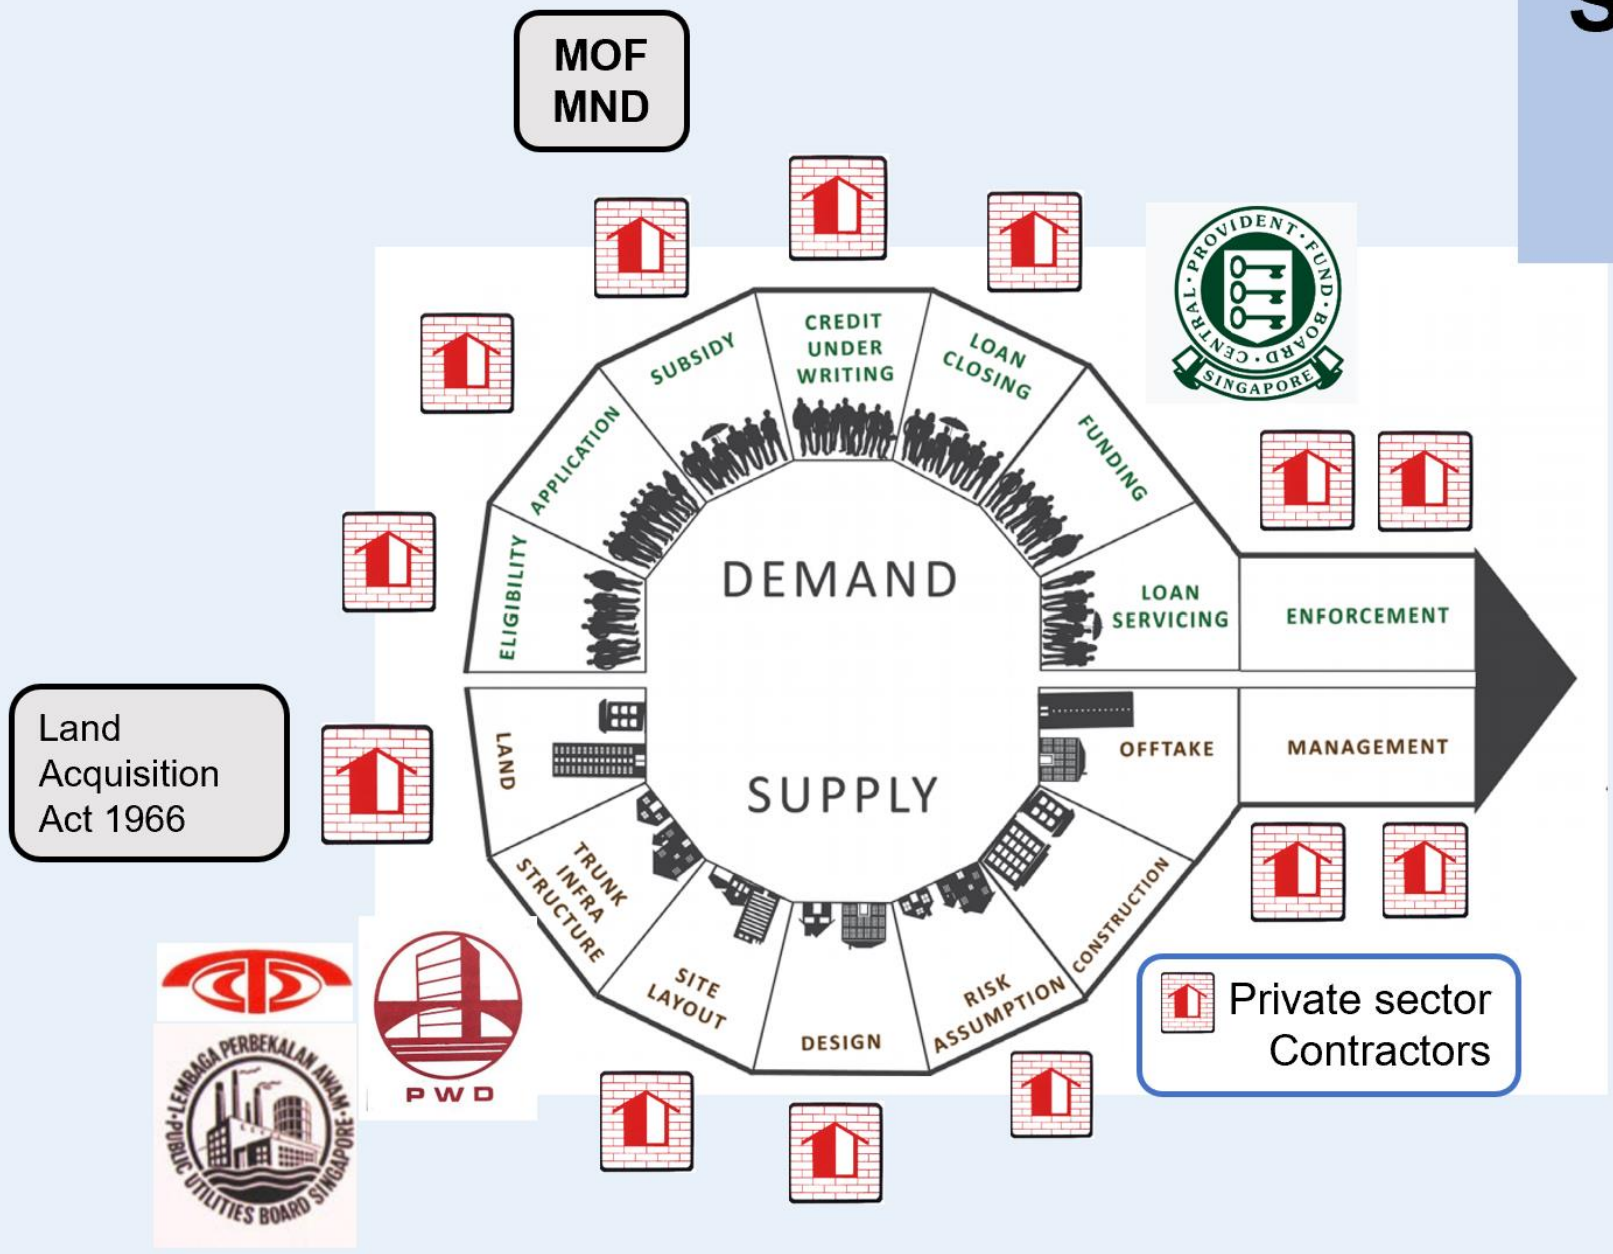 S
MOF
MND
CENTRAL · PROVIDENT · FUND · BOARD ·
SINGAPORE
CREDIT
UNDER
WRITING
SUBSIDY
LOAN
CLOSING
APPLICATION
FUNDING
ELIGIBILITY
DEMAND
LOAN
SERVICING
ENFORCEMENT
Land
Acquisition
Act 1966
LAND
SUPPLY
OFFTAKE
MANAGEMENT
TRUNK
INFRA
STRUCTURE
SITE
LAYOUT
DESIGN
RISK
ASSUMPTION
CONSTRUCTION
Private sector
Contractors
PWD
LEMBAGA PERBEKALAN AWAM
PUBLIC UTILITIES BOARD SINGAPORE